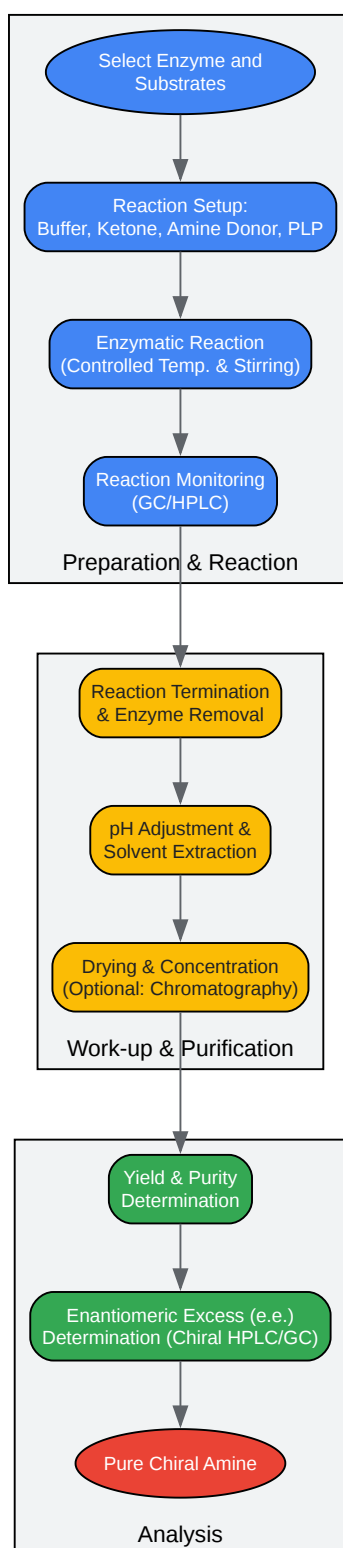 Select Enzyme and
Substrates
Reaction Setup:
Buffer, Ketone, Amine Donor, PLP
Enzymatic Reaction
(Controlled Temp. & Stirring)
Reaction Monitoring
(GC/HPLC)
Preparation & Reaction
Reaction Termination
& Enzyme Removal
pH Adjustment &
Solvent Extraction
Drying & Concentration
(Optional: Chromatography)
Work-up & Purification
Yield & Purity
Determination
Enantiomeric Excess (e.e.)
Determination (Chiral HPLC/GC)
Pure Chiral Amine
Analysis